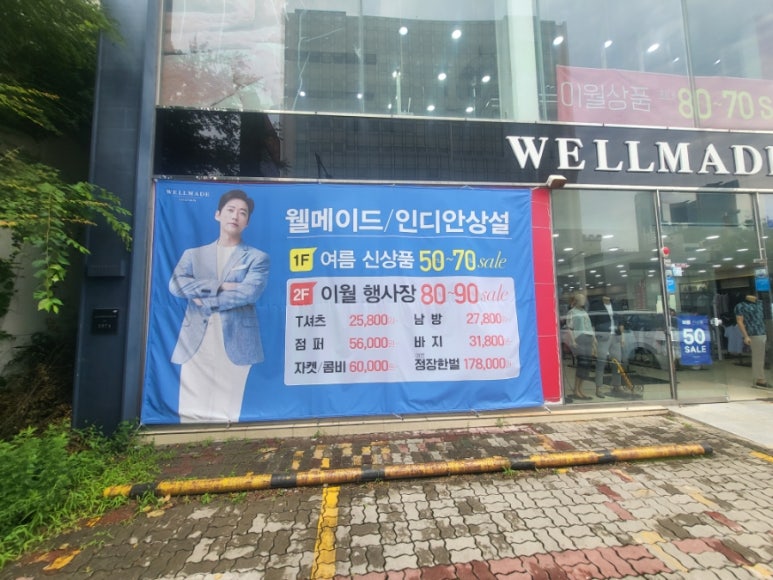 이월상품 80~70 sale
WELLMADE
WELLMADE
웰메이드/인디안상설
1F 여름 신상품 50~70 sale
2F 이월 행사장 80~90 sale
T셔츠 25,800 남방 27,800
점퍼 56,000 바지 31,800
자켓/콤비 60,000 정장한벌 178,000
50
SALE